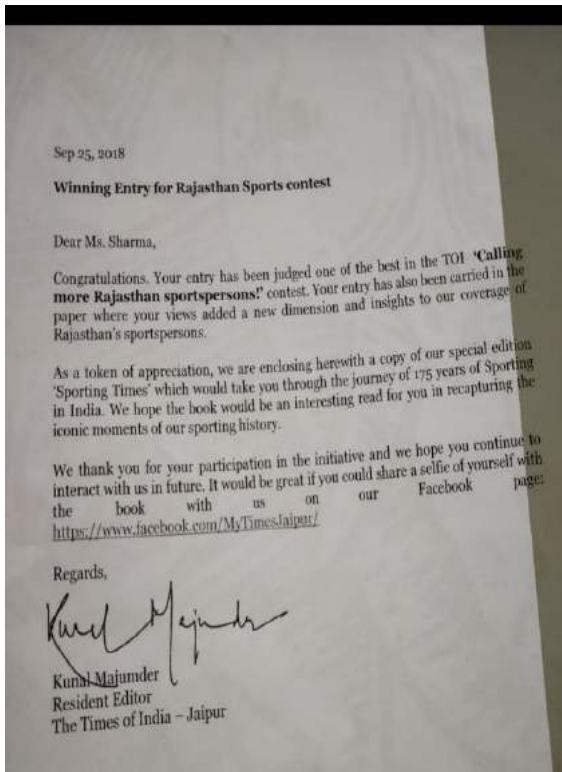 Sep 25, 2018
Winning Entry for Rajasthan Sports contest
Dear Ms. Sharma,
Congratulations. Your entry has been judged one of the best in the TOI 'Calling
more Rajasthan sportspersons!' contest. Your entry has also been carried in the
paper where your views added a new dimension and insights to our coverage of
Rajasthan's sportspersons.
As a token of appreciation, we are enclosing herewith a copy of our special edition
'Sporting Times' which would take you through the journey of 175 years of Sporting
in India. We hope the book would be an interesting read for you in recapturing the
iconic moments of our sporting history.
We thank you for your participation in the initiative and we hope you continue to
interact with us in future. It would be great if you could share a selfie of yourself with
the book with us on our Facebook page:
https://www.facebook.com/MyTimesJaipur/
Regards,
Kunal Majumder
Kunal Majumder
Resident Editor
The Times of India – Jaipur